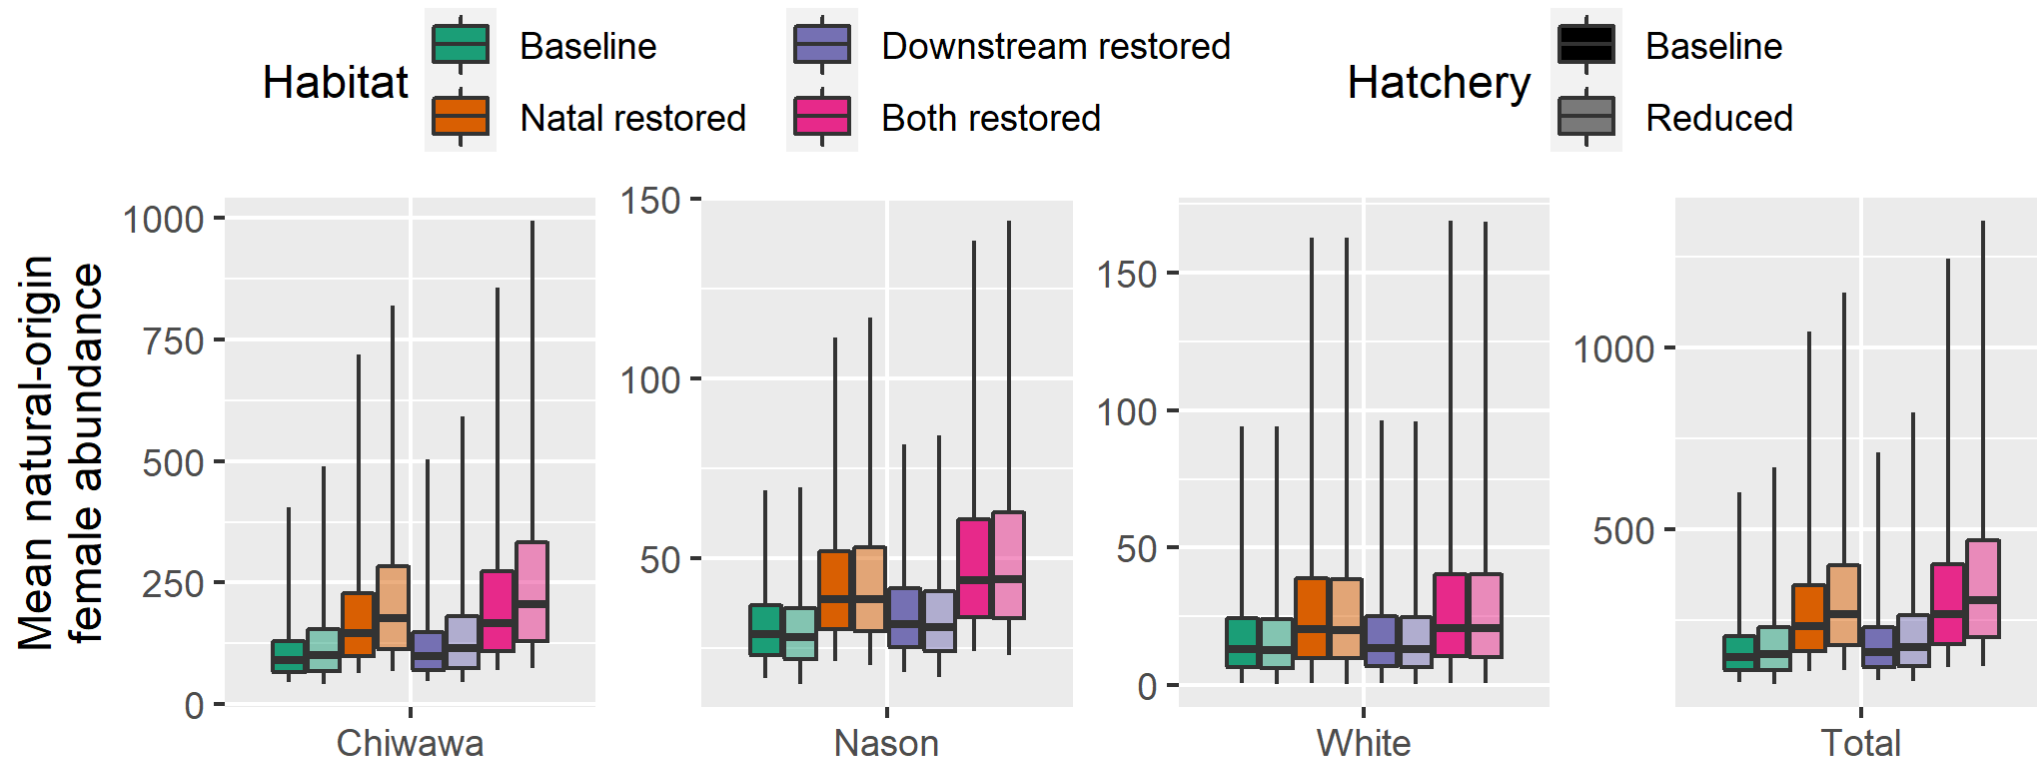 Habitat
Baseline
Natal restored
Downstream restored
Both restored
Hatchery
Baseline
Reduced
Mean natural-origin
female abundance
1000
750
500
250
0
Chiwawa
150
100
50
Nason
150
100
50
0
White
1000
500
Total